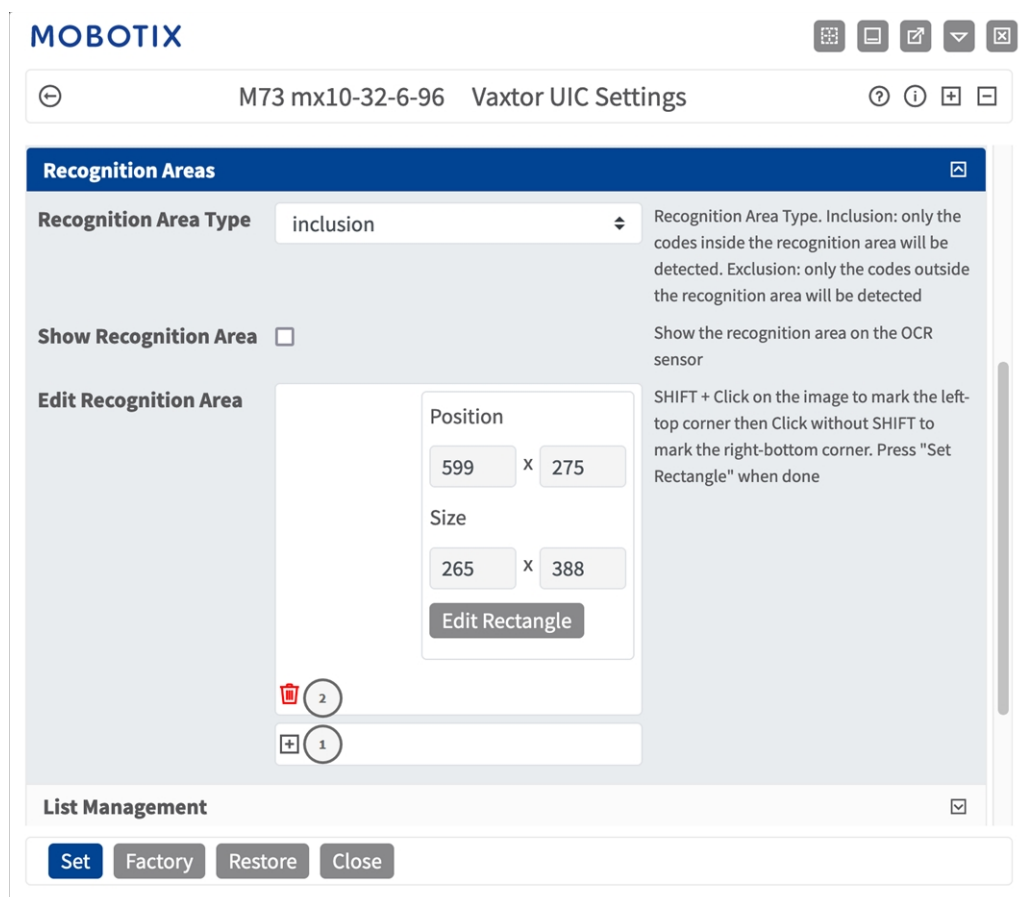 MOBOTIX
M73 mx10-32-6-96 Vaxtor UIC Settings
Recognition Areas
Recognition Area Type
inclusion
Recognition Area Type. Inclusion: only the
codes inside the recognition area will be
detected. Exclusion: only the codes outside
the recognition area will be detected
Show Recognition Area
Show the recognition area on the OCR
sensor
Edit Recognition Area
Position
599 x 275
Size
265 x 388
Edit Rectangle
2
1
SHIFT + Click on the image to mark the left-
top corner then Click without SHIFT to
mark the right-bottom corner. Press "Set
Rectangle" when done
List Management
Set Factory Restore Close